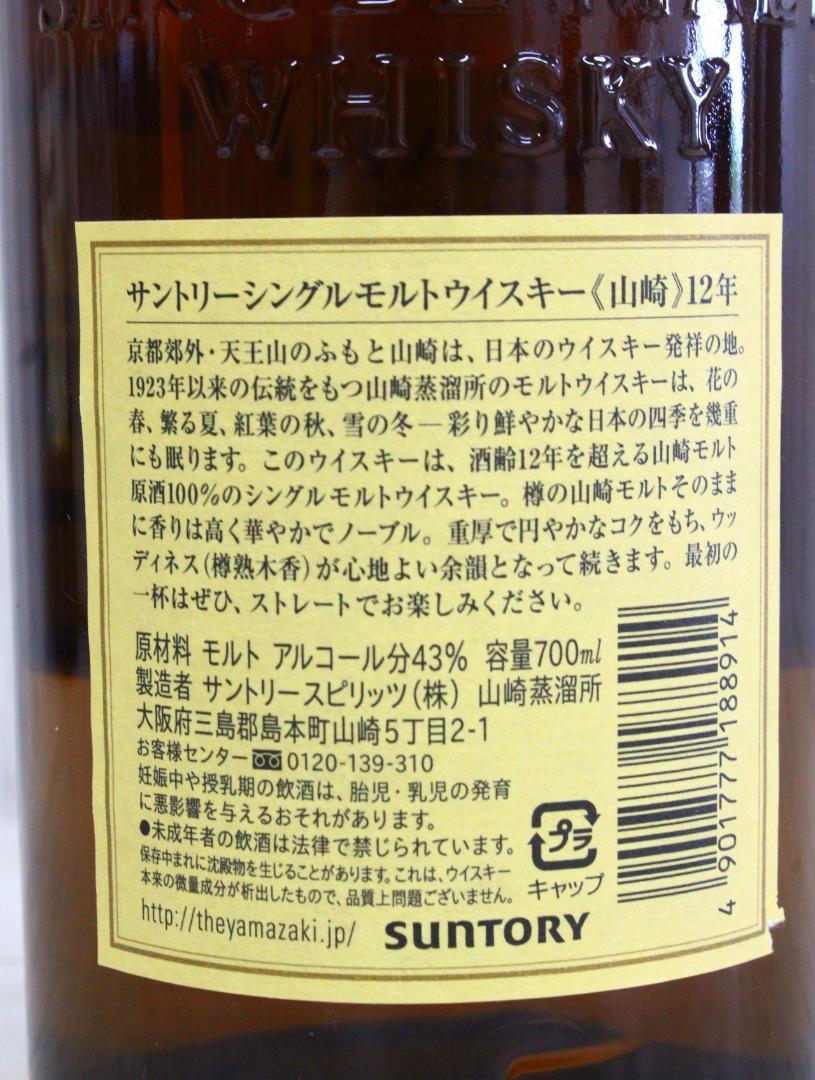 SINGLE MALT
WHISKY
サントリーシングルモルトウイスキー《山崎》12年
京都郊外・天王山のふもと山崎は、日本のウイスキー発祥の地。
1923年以来の伝統をもつ山崎蒸溜所のモルトウイスキーは、花の
春、繁る夏、紅葉の秋、雪の冬―彩り鮮やかな日本の四季を幾重
にも眠ります。このウイスキーは、酒齢12年を超える山崎モルト
原酒100%のシングルモルトウイスキー。樽の山崎モルトそのまま
に香りは高く華やかでノーブル。重厚で円やかなコクをもち、ウッ
ディネス(樽熟木香)が心地よい余韻となって続きます。最初の
一杯はぜひ、ストレートでお楽しみください。
原材料 モルト アルコール分43% 容量700ml
製造者 サントリースピリッツ(株) 山崎蒸溜所
大阪府三島郡島本町山崎5丁目2-1
お客様センター 0120-139-310
妊娠中や授乳期の飲酒は、胎児・乳児の発育
に悪影響を与えるおそれがあります。
●未成年者の飲酒は法律で禁じられています。
保存中まれに沈殿物を生じることがあります。これは、ウイスキー
本来の微量成分が析出したもので、品質上問題ございません。
http://theyamazaki.jp/
SUNTORY
プラ
キャップ
4901777188914